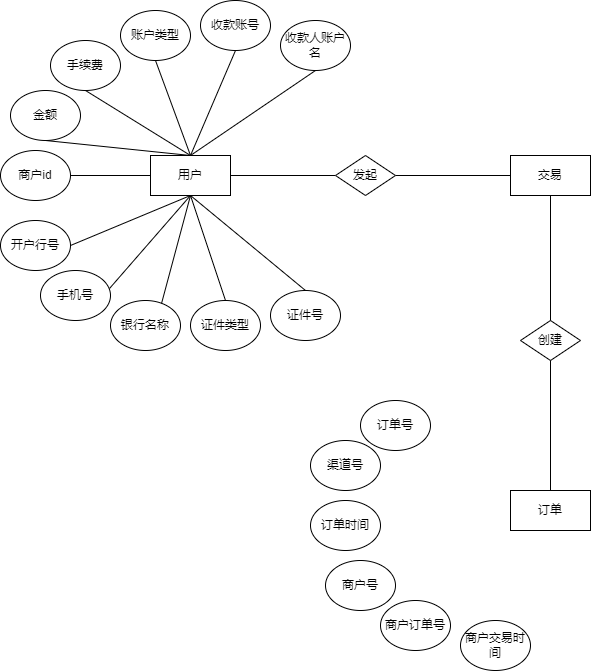 收款账号
账户类型
收款人账户
名
手续费
金额
商户id
用户
发起
交易
开户行号
手机号
银行名称
证件类型
证件号
创建
订单号
渠道号
订单
订单时间
商户号
商户订单号
商户交易时
间